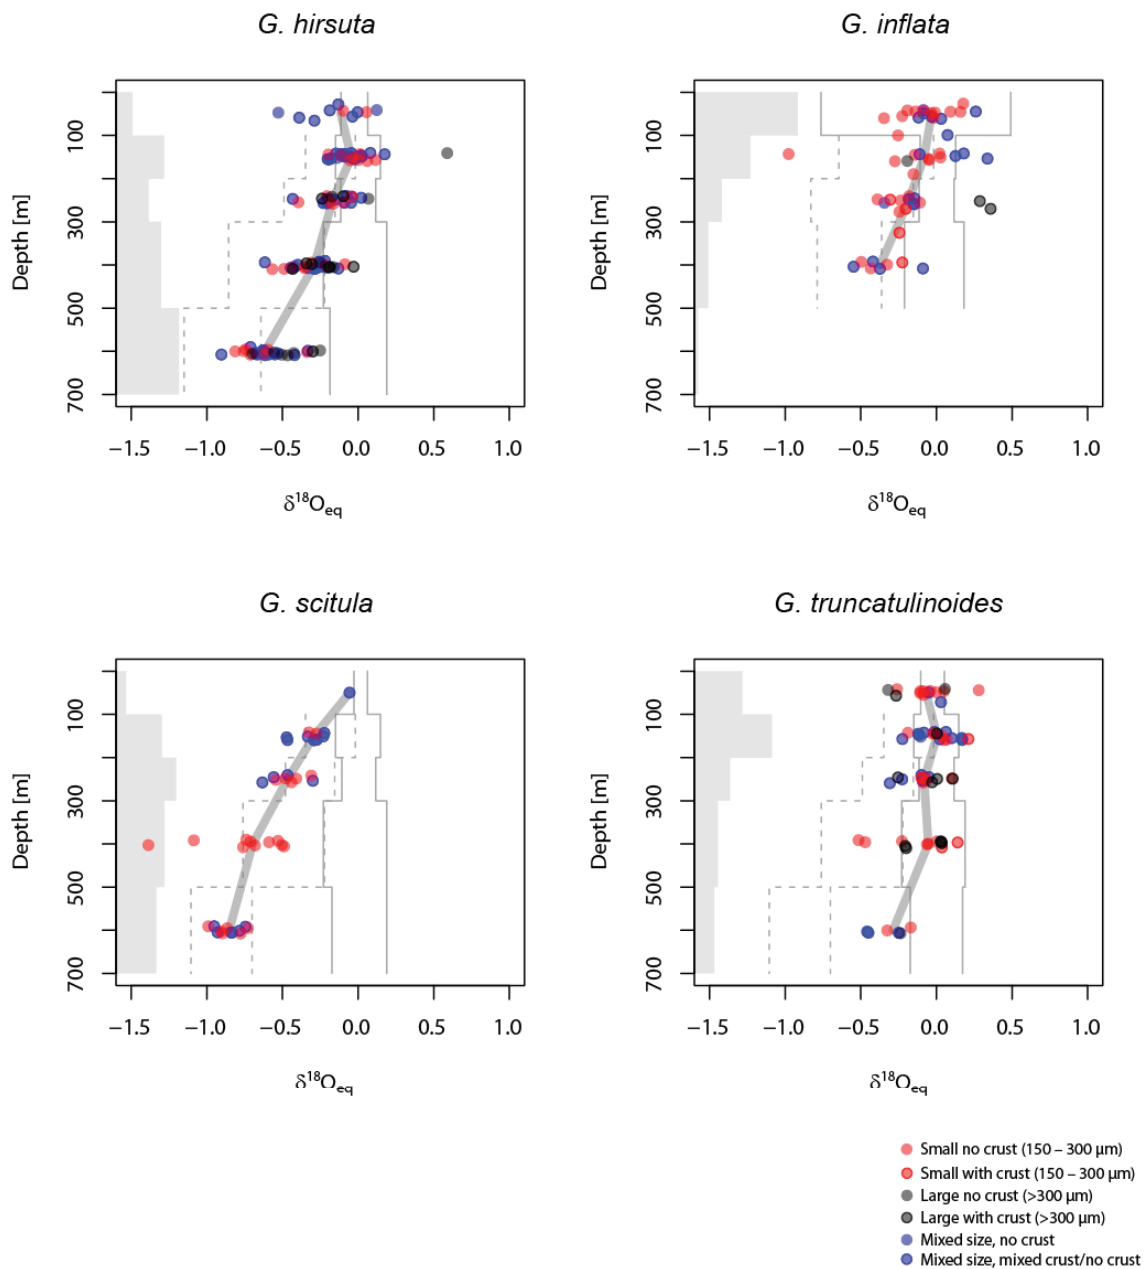 G. hirsuta
G. inflata
Depth [m]
100
300
500
700
−1.5 −1.0 −0.5 0.0 0.5 1.0
δ18Oeq
Depth [m]
100
300
500
700
−1.5 −1.0 −0.5 0.0 0.5 1.0
δ18Oeq
G. scitula
G. truncatulinoides
Depth [m]
100
300
500
700
−1.5 −1.0 −0.5 0.0 0.5 1.0
δ18Oeq
Depth [m]
100
300
500
700
−1.5 −1.0 −0.5 0.0 0.5 1.0
δ18Oeq
Small no crust (150 – 300 µm)
Small with crust (150 – 300 µm)
Large no crust (>300 µm)
Large with crust (>300 µm)
Mixed size, no crust
Mixed size, mixed crust/no crust